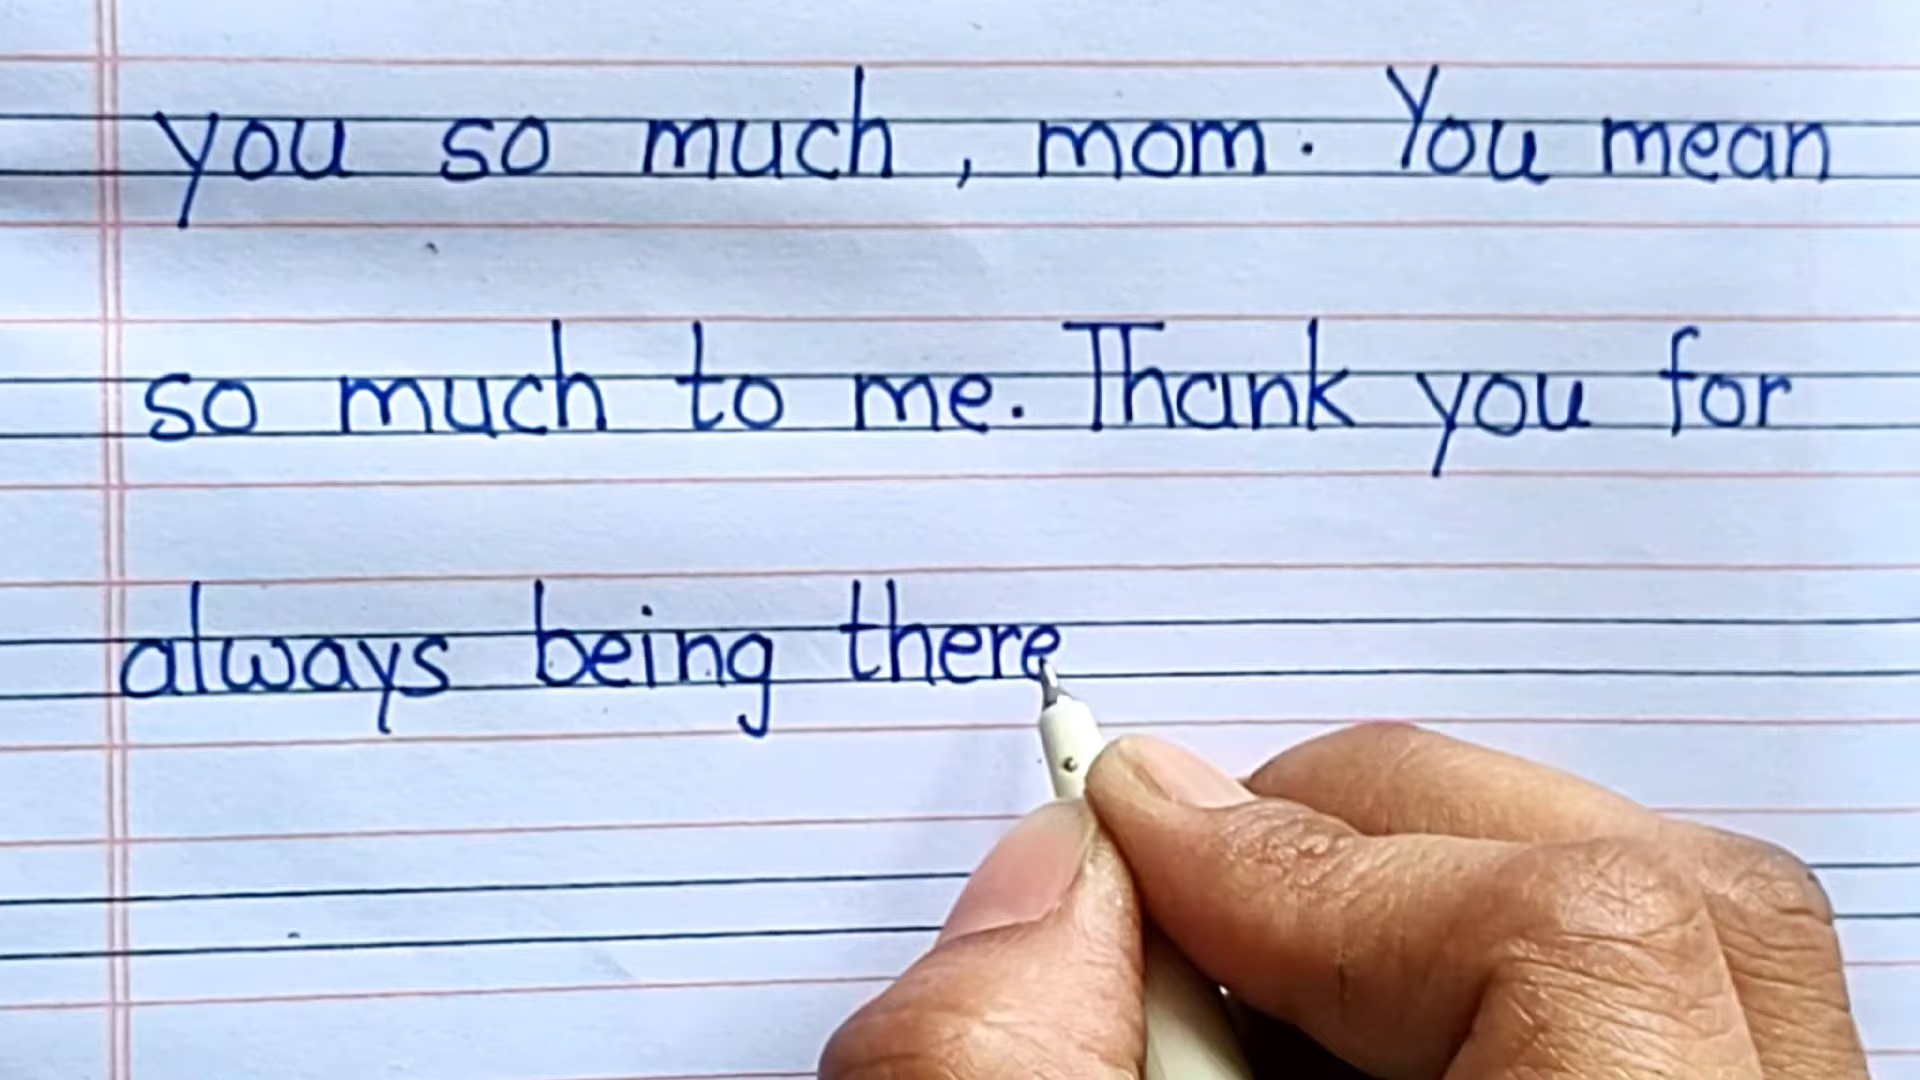 you so much, mom. You mean
so much to me. Thank you for
always being there